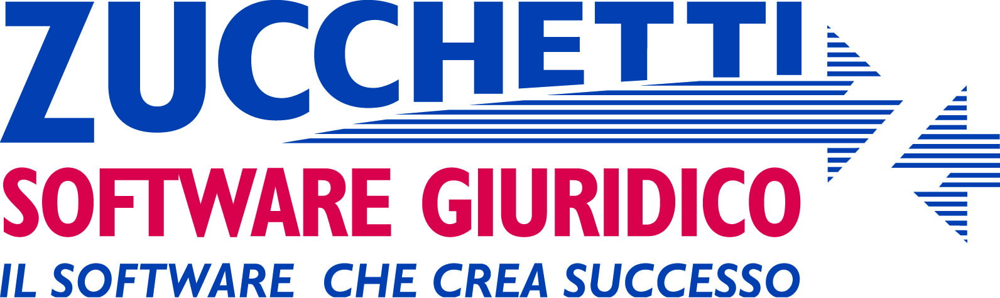 ZUCCHETTI
SOFTWARE GIURIDICO
IL SOFTWARE CHE CREA SUCCESSO